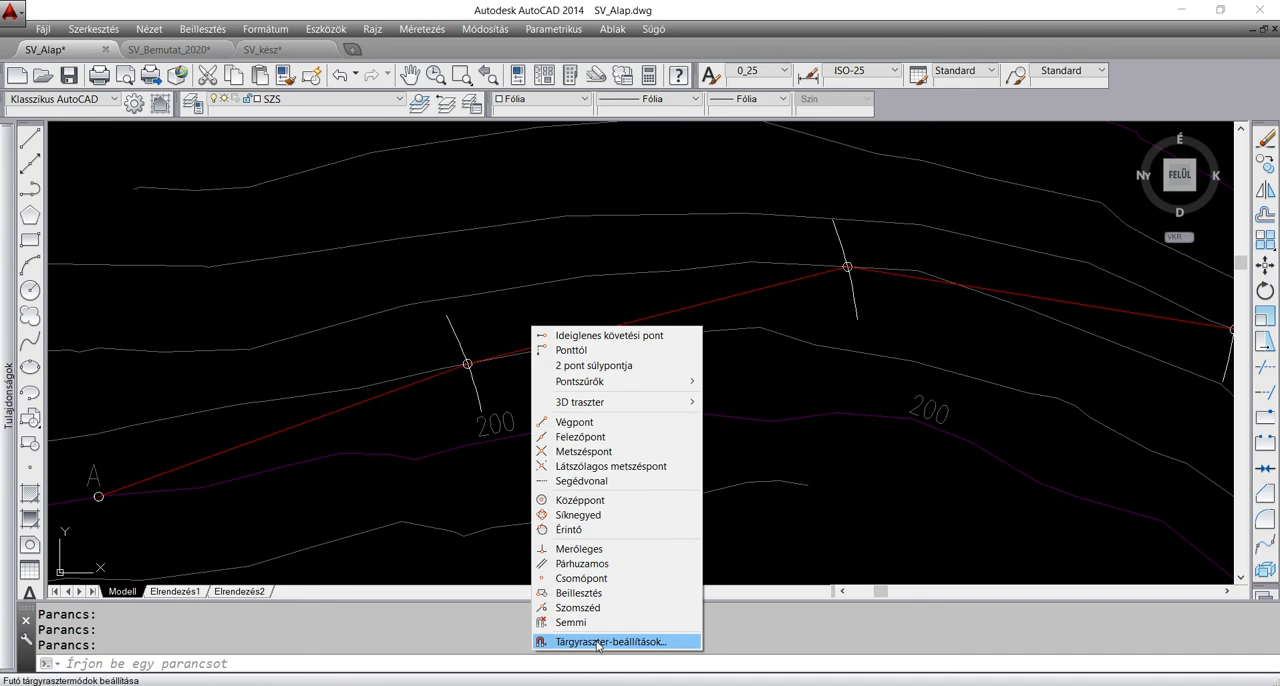 Autodesk AutoCAD 2014 SV_Alap.dwg
Fájl Szerkesztés Nézet Beillesztés Formátum Eszközök Rajz Méretezés Módosítás Parametrikus Ablak Súgó
SV_Alap* SV_Bemutat_2020* SV_kész*
0_25 ISO-25 Standard Standard
Klasszikus AutoCAD SZS Fólia Fólia Fólia Szín
É
Ny FELÜL K
D
VKR
Ideiglenes követési pont
Ponttól
2 pont súlypontja
Pontszűrők
3D traszter
Végpont
Felezőpont
Metszéspont
Látszólagos metszéspont
Segédvonal
Középpont
Síknegyed
Érintő
Merőleges
Párhuzamos
Csomópont
Beillesztés
Szomszéd
Semmi
Tárgyraszter-beállítások...
200
200
A
Y
X
Tulajdonságok
A
Modell Elrendezés1 Elrendezés2
Parancs:
Parancs:
Parancs:
Írjon be egy parancsot
Futó tárgyrasztermódok beállítása